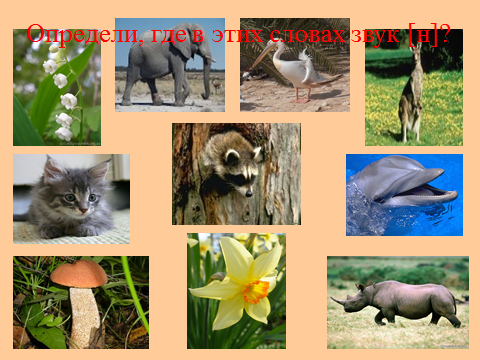 Определи, где в этих словах звук [н]?